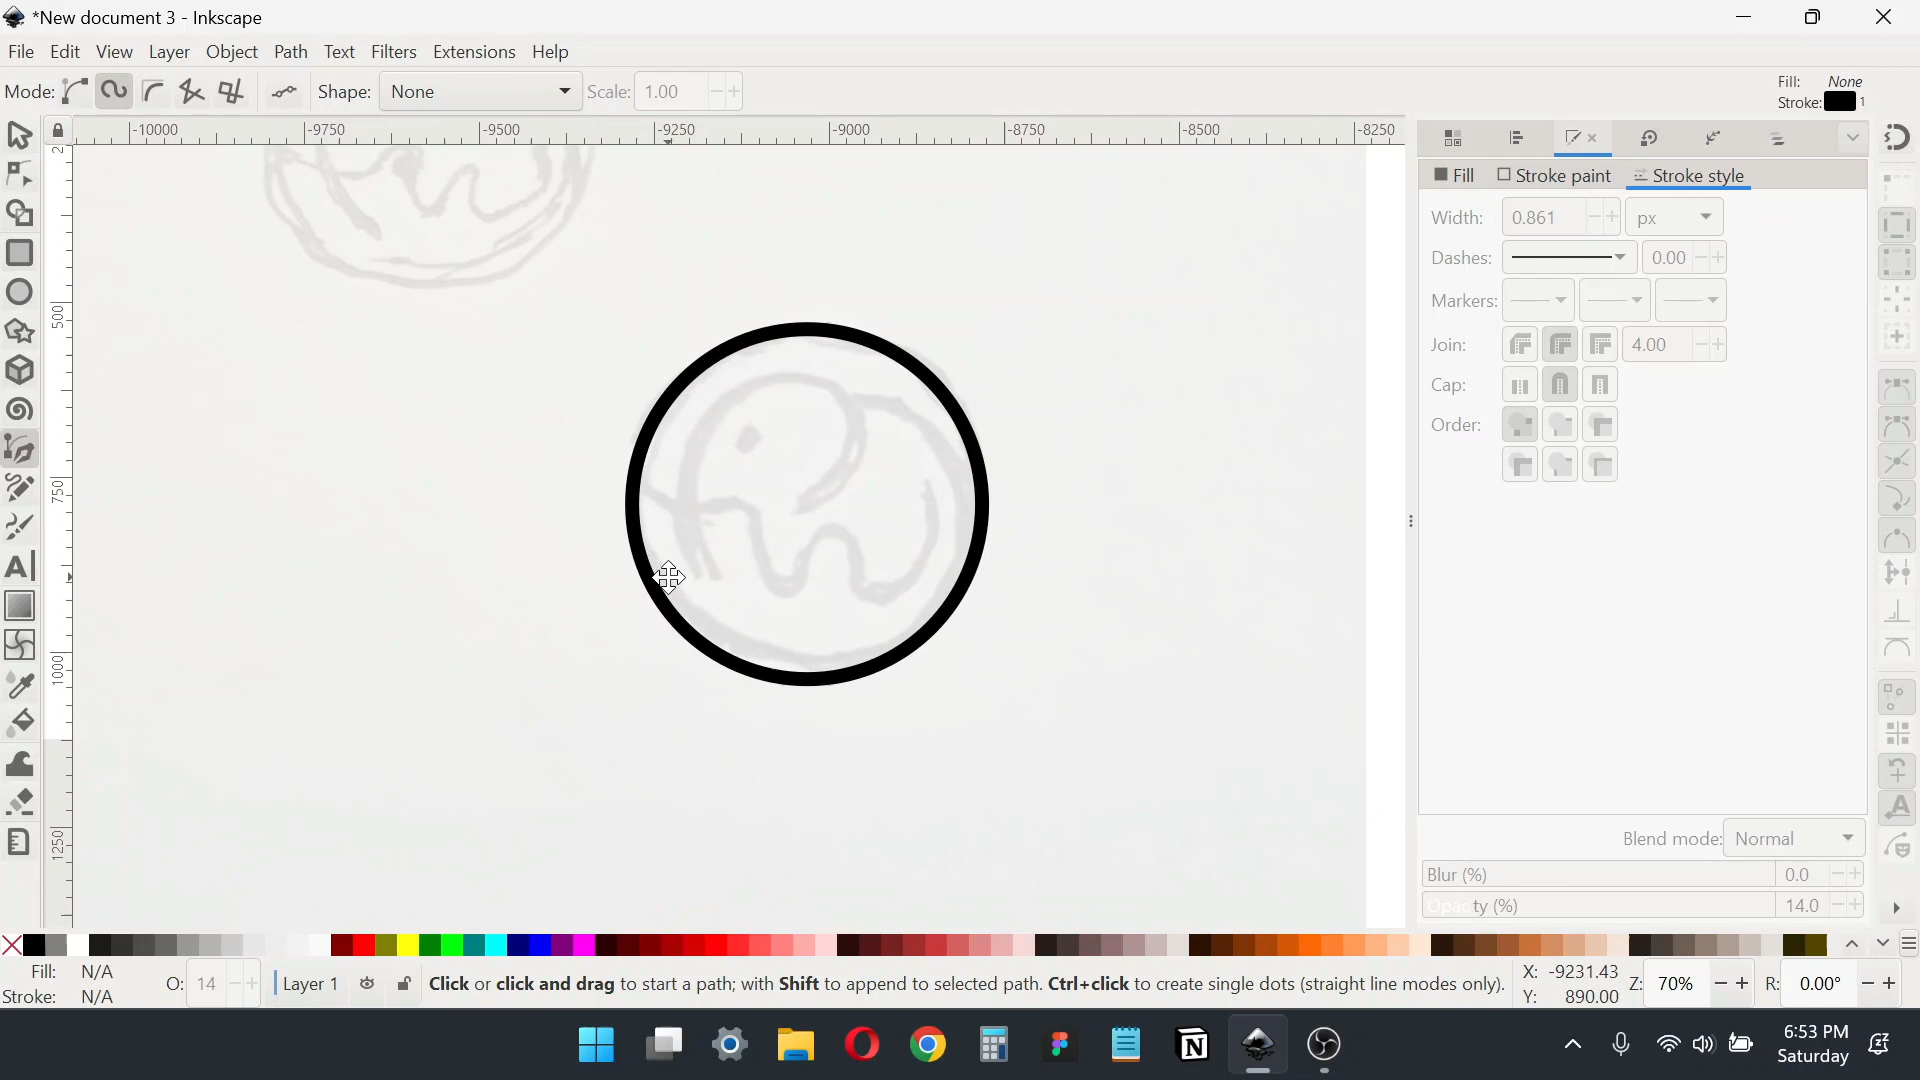 *New document 3 - Inkscape
File Edit View Layer Object Path Text Filters Extensions Help
Mode: Shape: None Scale: 1.00
Fill: None
Stroke: 1
-10000 -9750 -9500 -9250 -9000 -8750 -8500 -8250
2
500
750
1000
1250
Fill Stroke paint Stroke style
Width: 0.861 px
Dashes: 0.00
Markers:
Join: 4.00
Cap:
Order:
Blend mode: Normal
Blur (%) 0.0
Opacity (%) 14.0
Fill: N/A
Stroke: N/A
O: 14
Layer 1
Click or click and drag to start a path; with Shift to append to selected path. Ctrl+click to create single dots (straight line modes only).
X: -9231.43
Y: 890.00
Z: 70% R: 0.00°
6:53 PM
Saturday